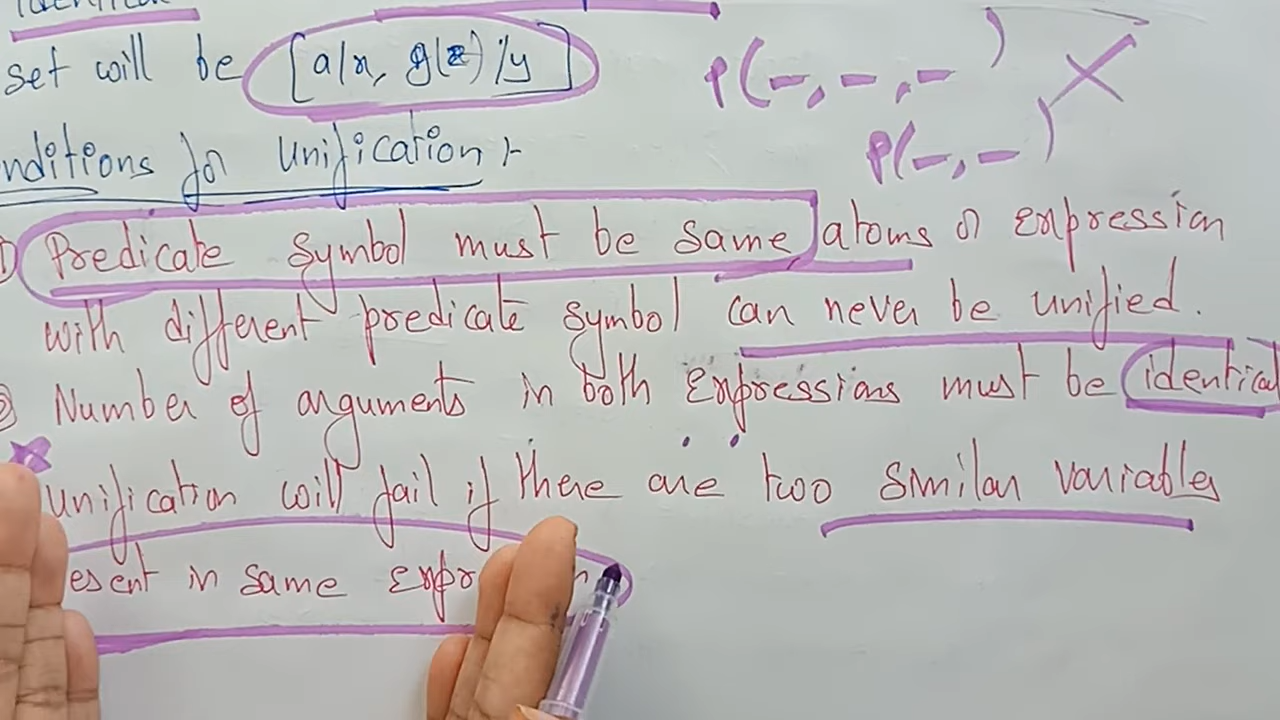 set will be [a/x, g(z)/y]
P(-, -, -)
P(-, -)
nditions for unification :-
① Predicate symbol must be same atoms or expression
with different predicate symbol can never be unified.
② Number of arguments in both expressions must be identical
unification will fail if there are two similar variables
esent in same